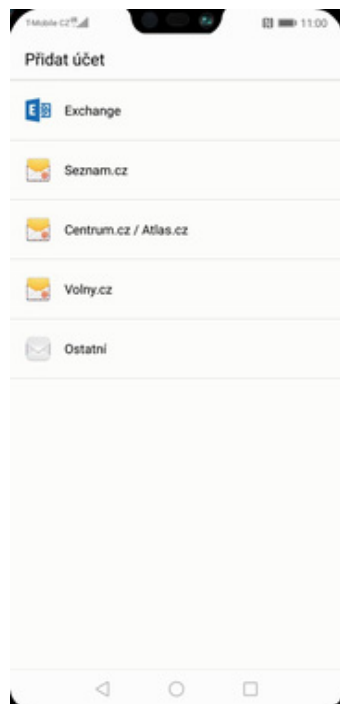 T-Mobile CZ 11:00
Přidat účet
Exchange
Seznam.cz
Centrum.cz / Atlas.cz
Volny.cz
Ostatní